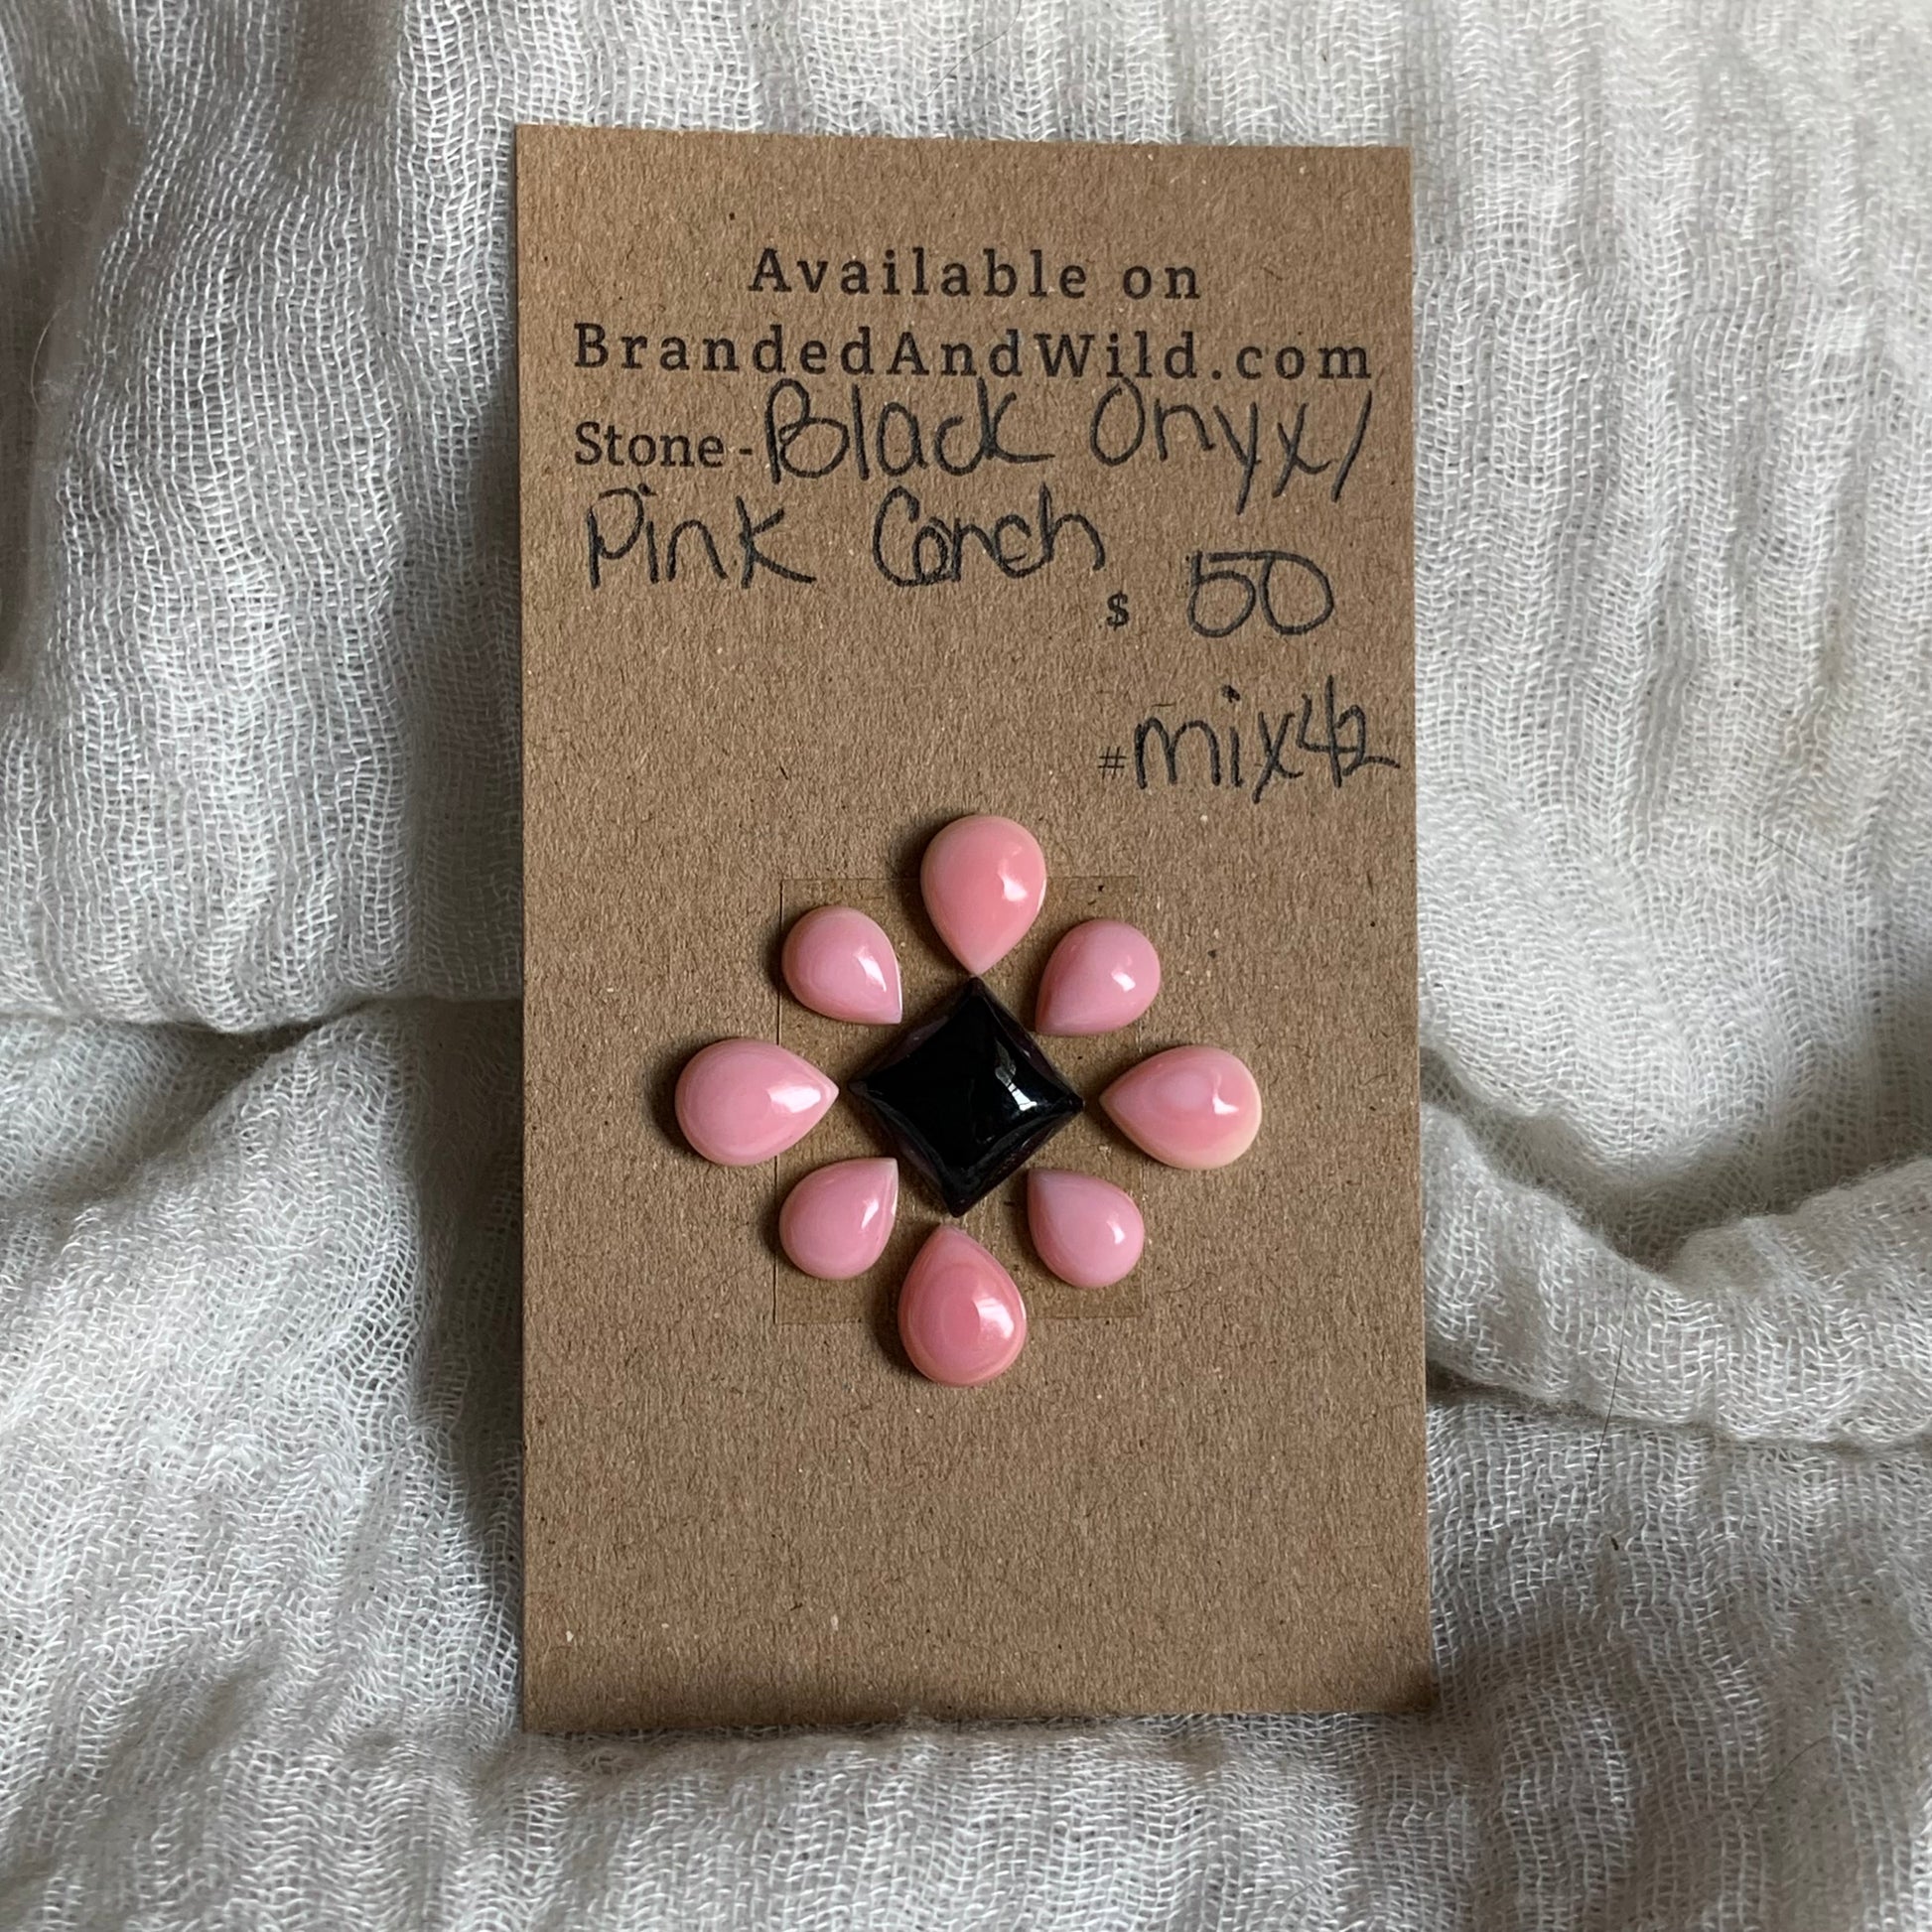 Available on
BrandedAndWild.com
Stone - Black Onyx/
Pink Conch
$ 50
#mix42